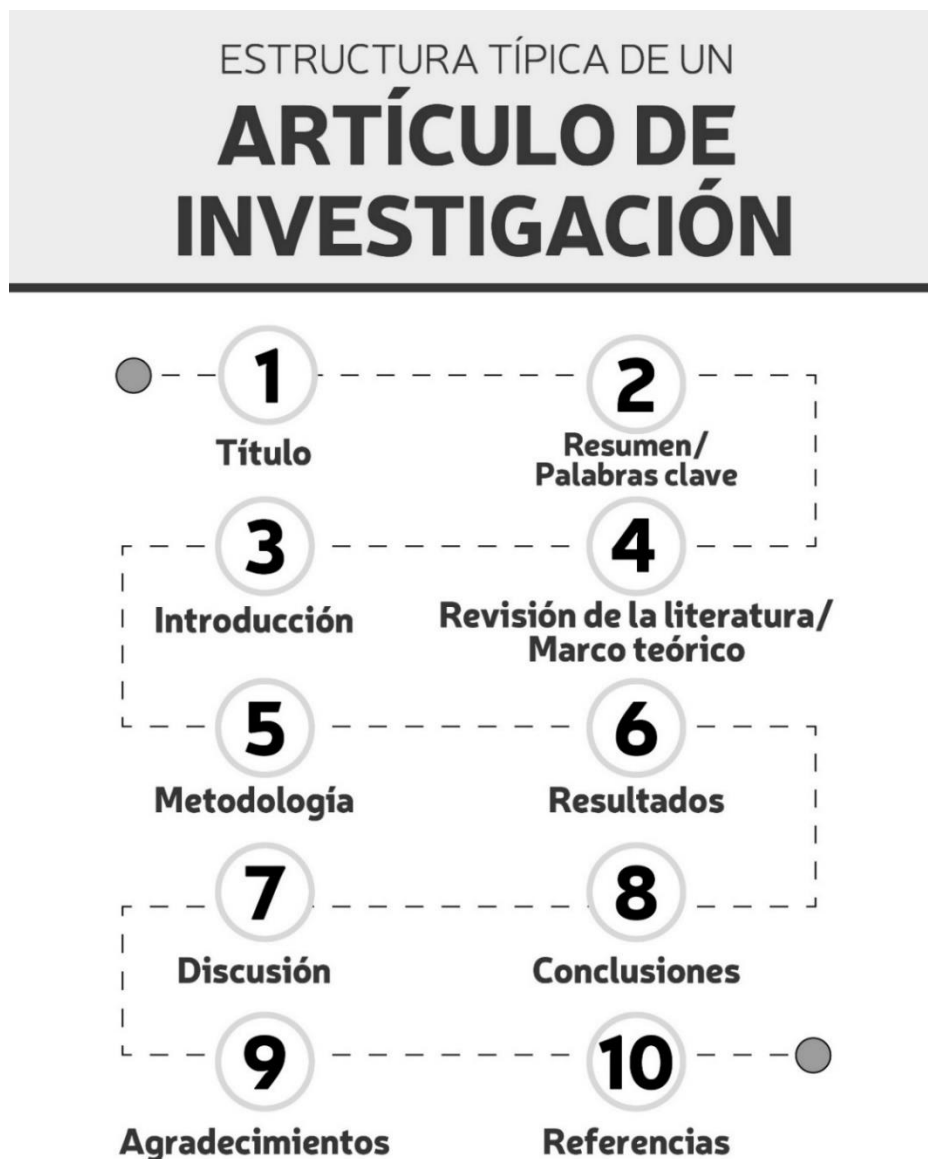 ESTRUCTURA TÍPICA DE UN
ARTÍCULO DE
INVESTIGACIÓN
1
Título
2
Resumen/
Palabras clave
3
Introducción
4
Revisión de la literatura/
Marco teórico
5
Metodología
6
Resultados
7
Discusión
8
Conclusiones
9
Agradecimientos
10
Referencias